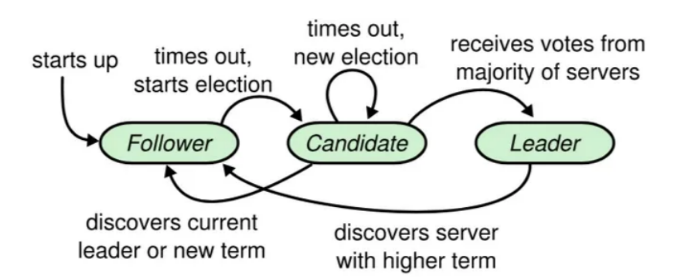 starts up
times out,
starts election
times out,
new election
receives votes from
majority of servers
Follower
Candidate
Leader
discovers current
leader or new term
discovers server
with higher term